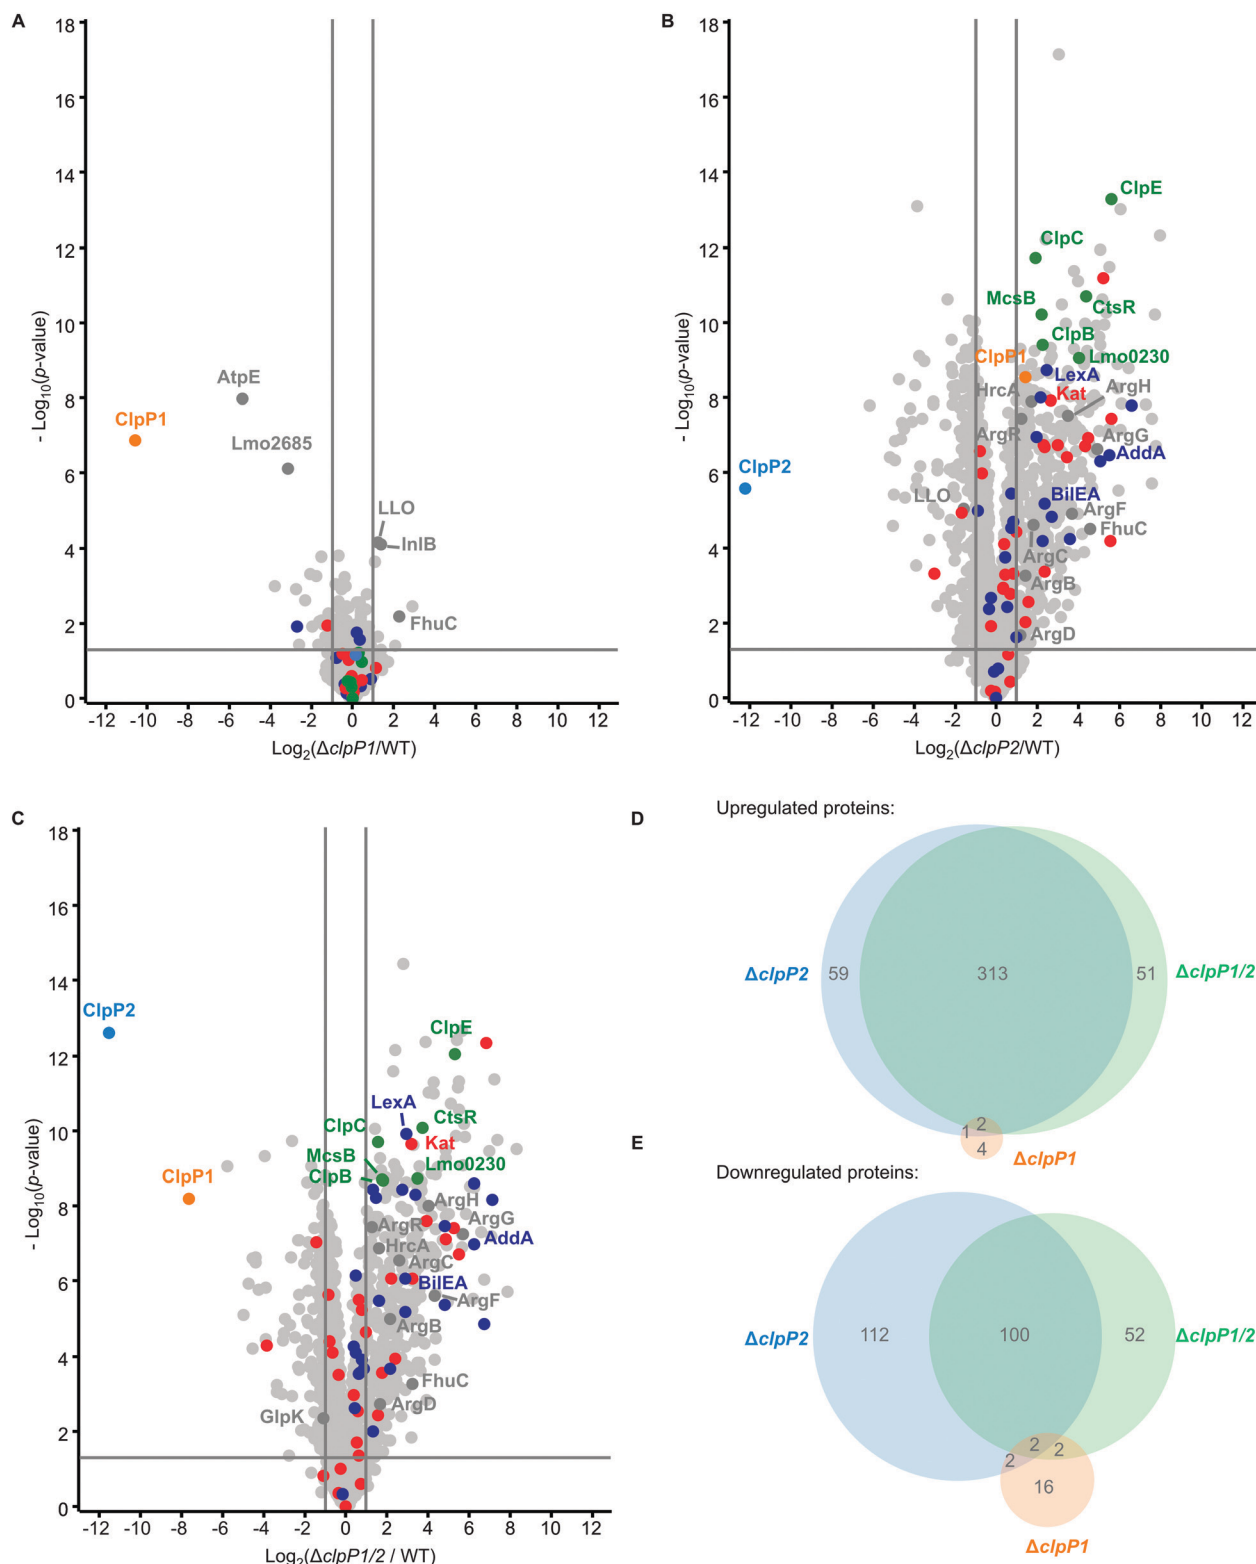 A
18
16
14
12
10
8
6
4
2
0
- Log10(p-value)
AtpE
ClpP1
Lmo2685
LLO
InlB
FhuC
-12 -10 -8 -6 -4 -2 0 2 4 6 8 10 12
Log2(ΔclpP1/WT)
B
18
16
14
12
10
8
6
4
2
0
- Log10(p-value)
ClpE
ClpC
McsB
CtsR
ClpB
ClpP1
Lmo0230
LexA
ArgH
HrcA
Kat
ArgR
ArgG
AddA
ClpP2
BilEA
LLO
ArgF
FhuC
ArgC
ArgB
ArgD
-12 -10 -8 -6 -4 -2 0 2 4 6 8 10 12
Log2(ΔclpP2/WT)
C
18
16
14
12
10
8
6
4
2
0
- Log10(p-value)
ClpP2
ClpE
LexA
CtsR
ClpC
Kat
McsB
Lmo0230
ClpB
ClpP1
ArgH
ArgR
ArgG
AddA
HrcA
ArgC
BilEA
ArgF
ArgB
FhuC
ArgD
GlpK
-12 -10 -8 -6 -4 -2 0 2 4 6 8 10 12
Log2(ΔclpP1/2 / WT)
D
Upregulated proteins:
ΔclpP2
59
313
51
ΔclpP1/2
2
1
4
ΔclpP1
E
Downregulated proteins:
ΔclpP2
112
100
52
ΔclpP1/2
2
2
2
16
ΔclpP1